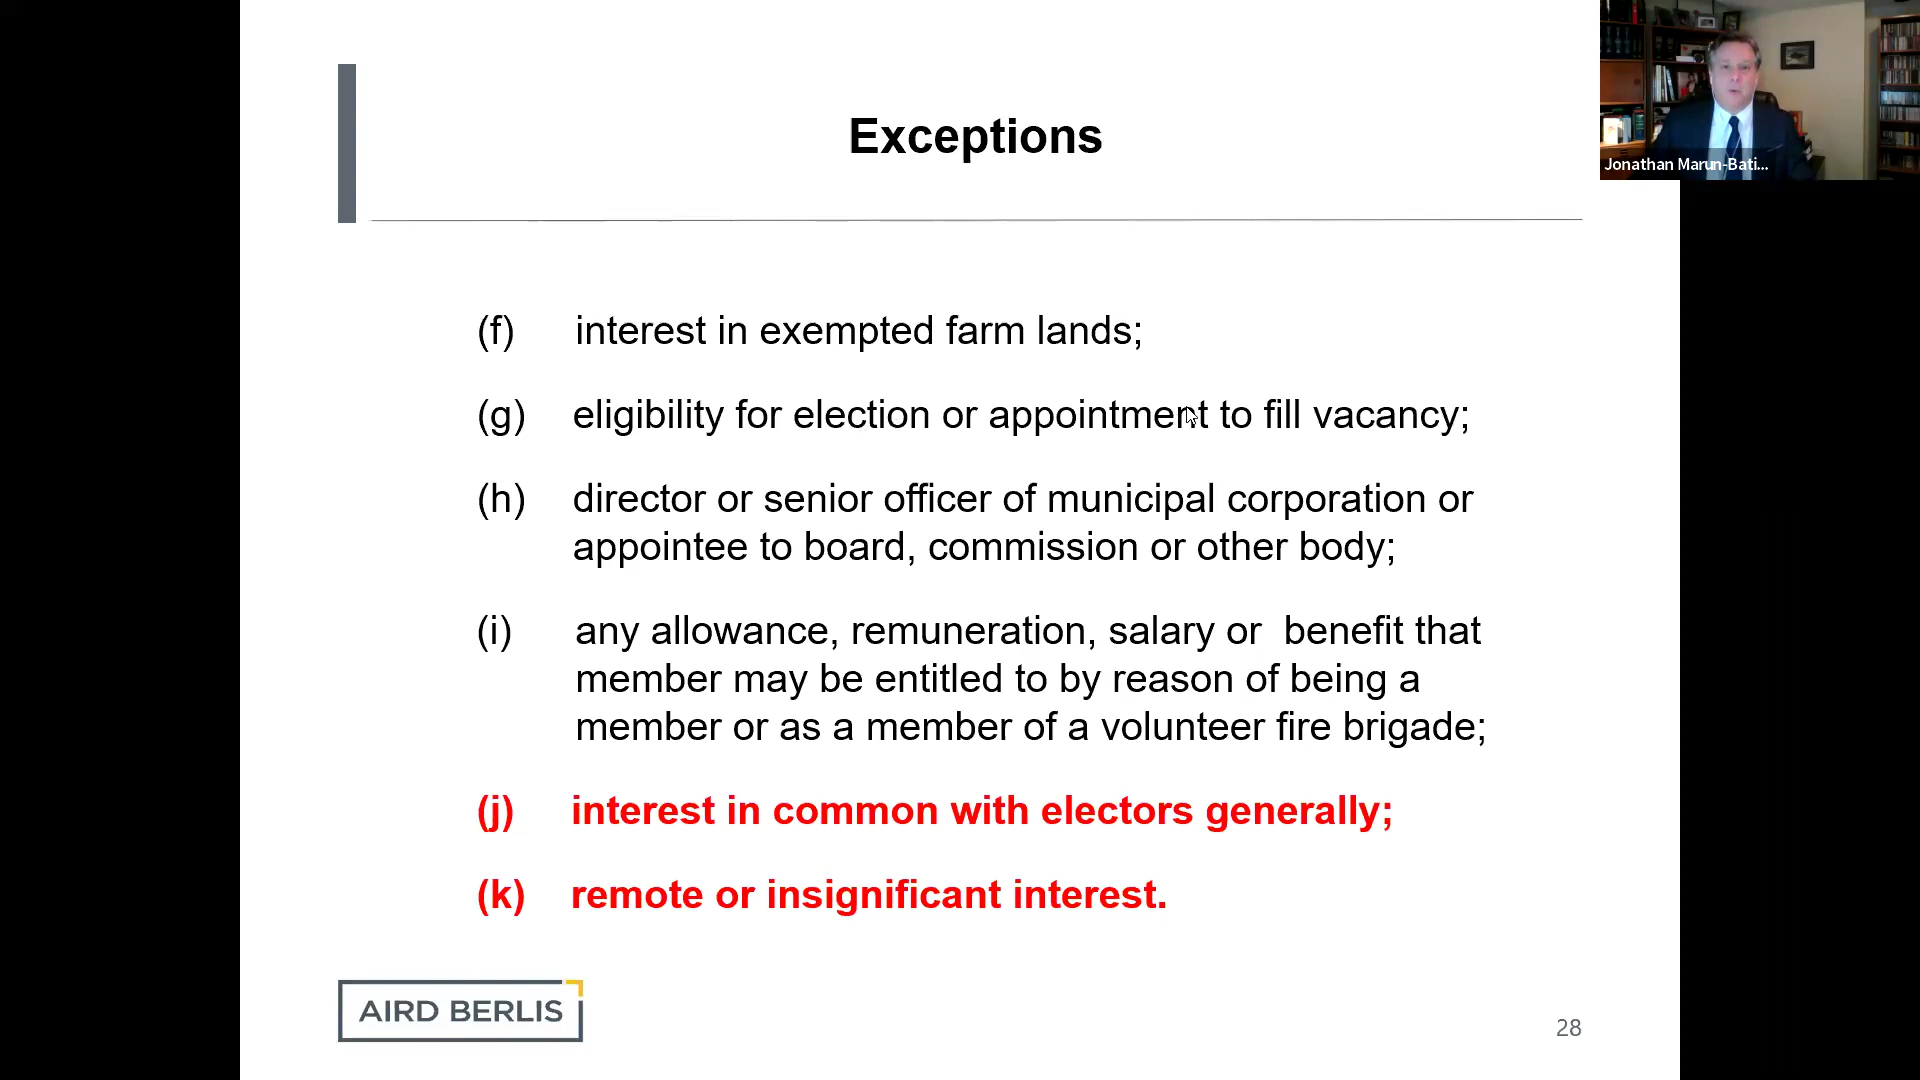 Exceptions
Jonathan Marun-Bati...
(f) interest in exempted farm lands;
(g) eligibility for election or appointment to fill vacancy;
(h) director or senior officer of municipal corporation or
appointee to board, commission or other body;
(i) any allowance, remuneration, salary or benefit that
member may be entitled to by reason of being a
member or as a member of a volunteer fire brigade;
(j) interest in common with electors generally;
(k) remote or insignificant interest.
AIRD BERLIS
28